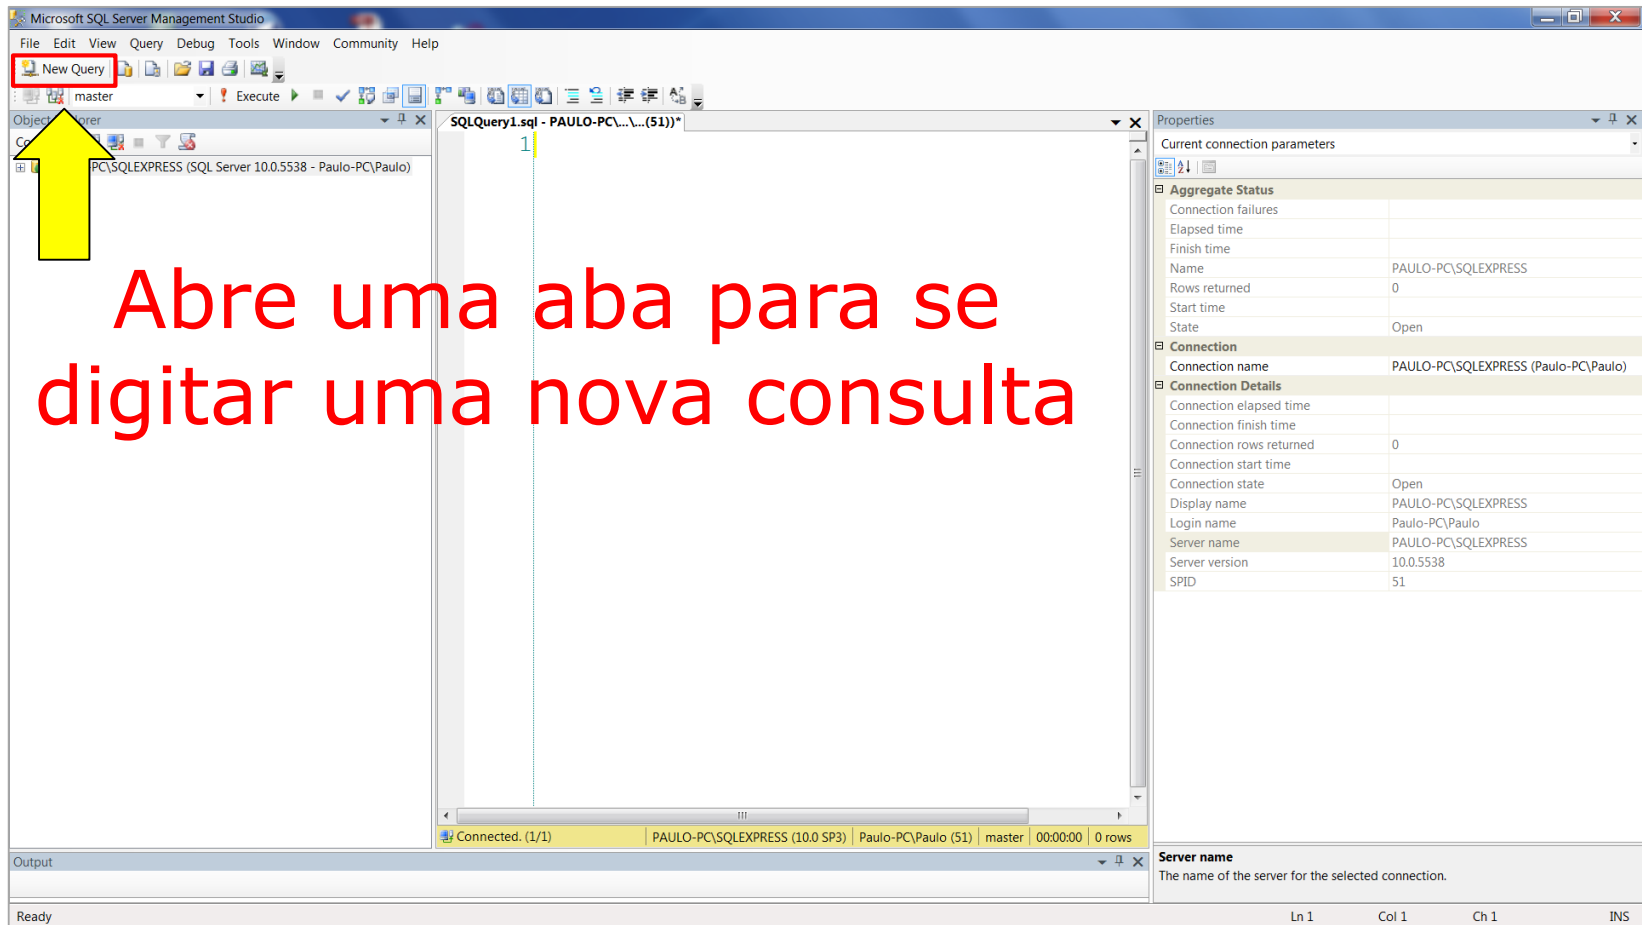 Microsoft SQL Server Management Studio
File Edit View Query Debug Tools Window Community Help
New Query
master Execute
Object Explorer
SQLQuery1.sql - PAULO-PC\...\...(51))*
1
PC\SQLEXPRESS (SQL Server 10.0.5538 - Paulo-PC\Paulo)
Abre uma aba para se
digitar uma nova consulta
Connected. (1/1) PAULO-PC\SQLEXPRESS (10.0 SP3) Paulo-PC\Paulo (51) master 00:00:00 0 rows
Output
Properties
Current connection parameters
Aggregate Status
Connection failures
Elapsed time
Finish time
Name PAULO-PC\SQLEXPRESS
Rows returned 0
Start time
State Open
Connection
Connection name PAULO-PC\SQLEXPRESS (Paulo-PC\Paulo)
Connection Details
Connection elapsed time
Connection finish time
Connection rows returned 0
Connection start time
Connection state Open
Display name PAULO-PC\SQLEXPRESS
Login name Paulo-PC\Paulo
Server name PAULO-PC\SQLEXPRESS
Server version 10.0.5538
SPID 51
Server name
The name of the server for the selected connection.
Ready Ln 1 Col 1 Ch 1 INS